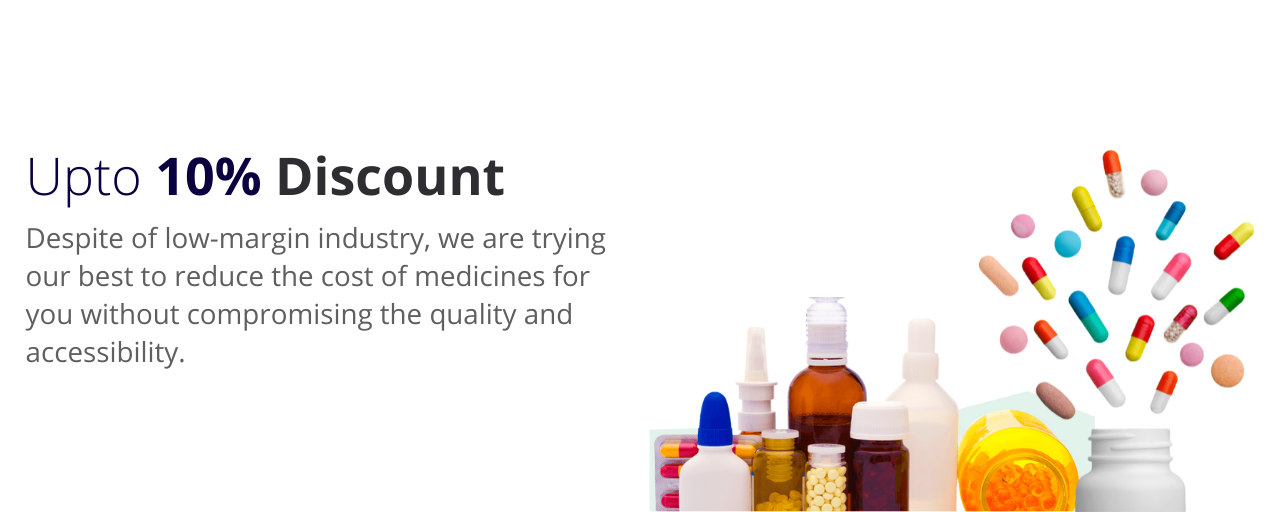 Upto 10% Discount
Despite of low-margin industry, we are trying
our best to reduce the cost of medicines for
you without compromising the quality and
accessibility.